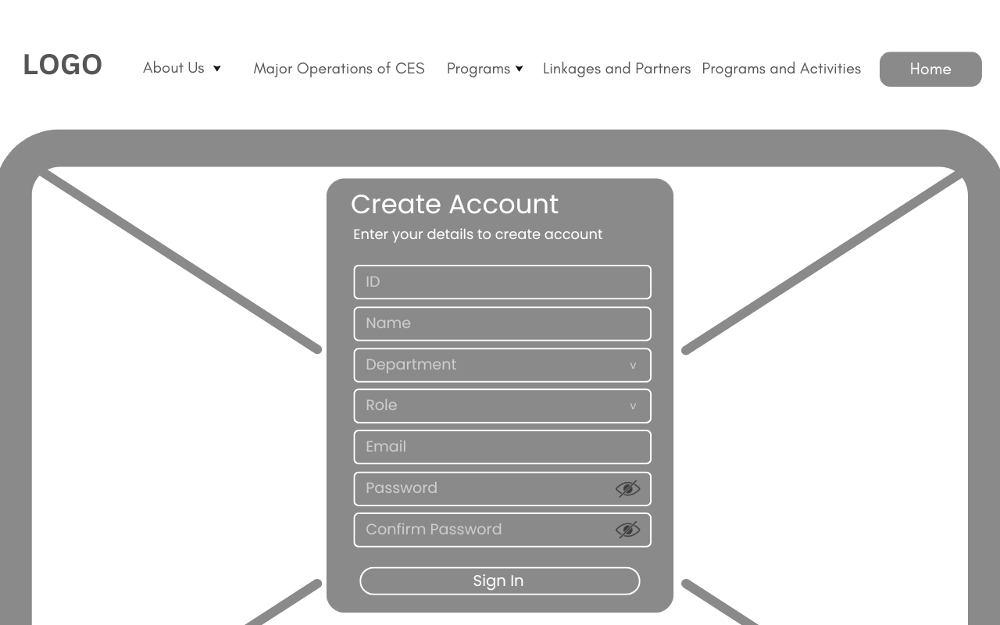 LOGO
About Us
Major Operations of CES
Programs
Linkages and Partners
Programs and Activities
Home
Create Account
Enter your details to create account
ID
Name
Department v
Role v
Email
Password
Confirm Password
Sign In